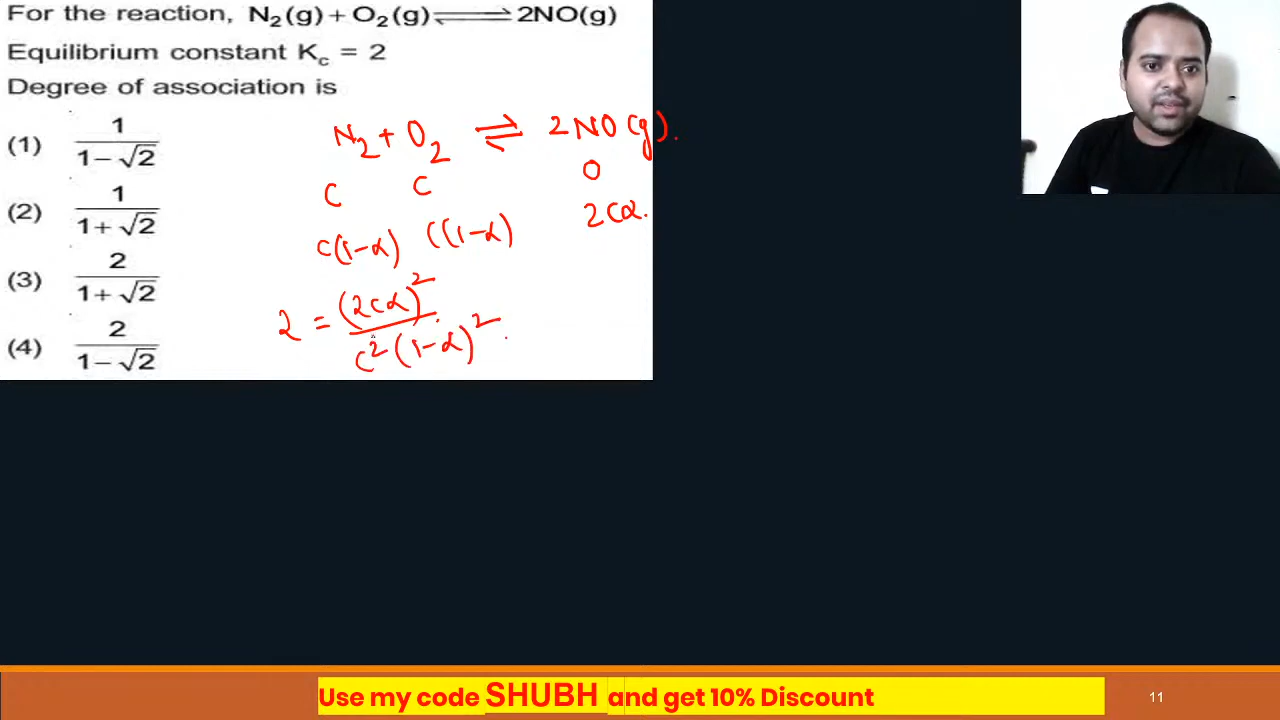 For the reaction, N₂(g) + O₂(g) ⇌ 2NO(g)
Equilibrium constant K꜀ = 2
Degree of association is
(1) 1/(1 − √2)
(2) 1/(1 + √2)
(3) 2/(1 + √2)
(4) 2/(1 − √2)
N₂ + O₂ ⇌ 2NO(g).
C C O
C(1-α) C(1-α) 2Cα.
2 = (2Cα)²/C²(1-α)².
Use my code SHUBH and get 10% Discount
11